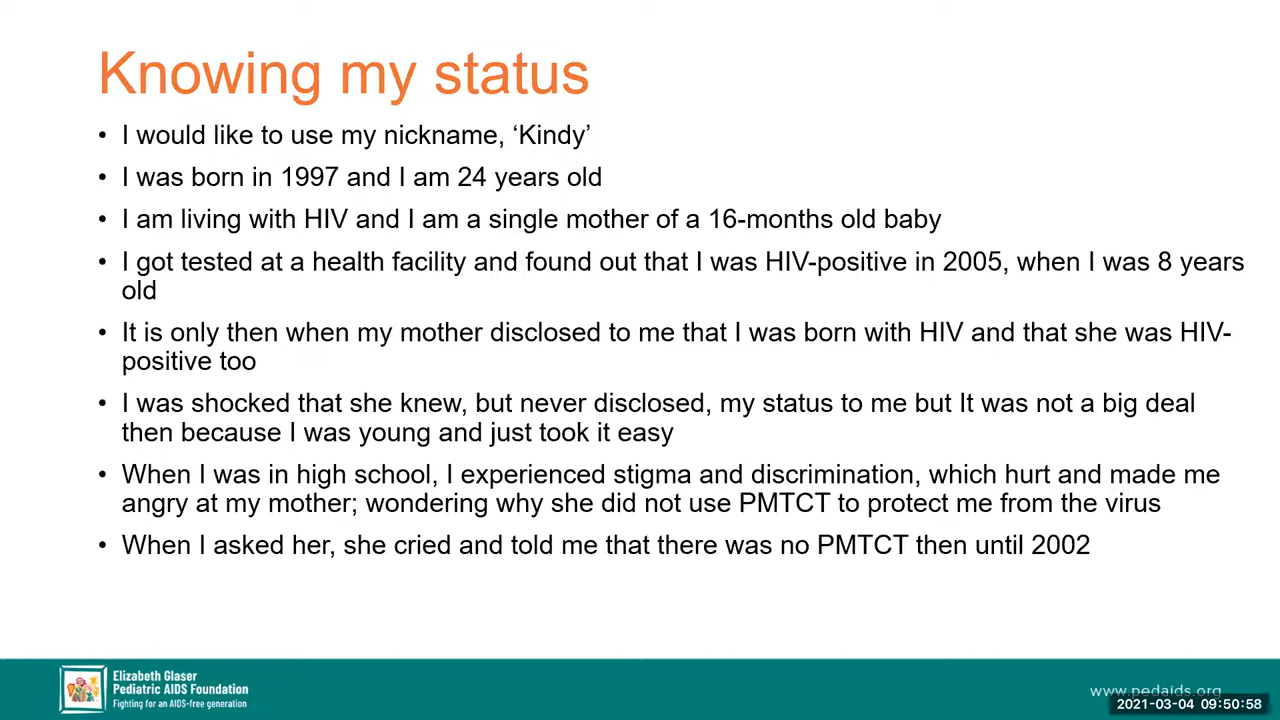 Knowing my status
• I would like to use my nickname, ‘Kindy’
• I was born in 1997 and I am 24 years old
• I am living with HIV and I am a single mother of a 16-months old baby
• I got tested at a health facility and found out that I was HIV-positive in 2005, when I was 8 years
old
• It is only then when my mother disclosed to me that I was born with HIV and that she was HIV-
positive too
• I was shocked that she knew, but never disclosed, my status to me but It was not a big deal
then because I was young and just took it easy
• When I was in high school, I experienced stigma and discrimination, which hurt and made me
angry at my mother; wondering why she did not use PMTCT to protect me from the virus
• When I asked her, she cried and told me that there was no PMTCT then until 2002
Elizabeth Glaser
Pediatric AIDS Foundation
Fighting for an AIDS-free generation
www.pedaids.org
2021-03-04 09:50:58